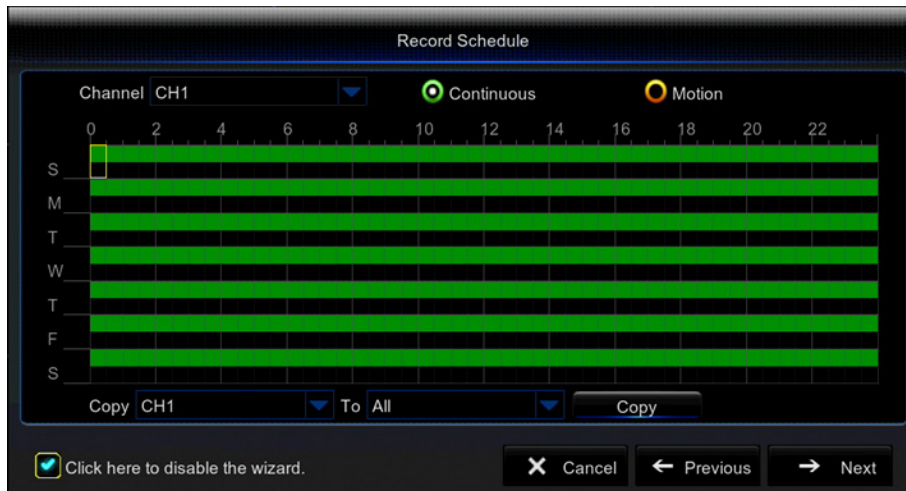 Record Schedule
Channel CH1 Continuous Motion
0 2 4 6 8 10 12 14 16 18 20 22
S
M
T
W
T
F
S
Copy CH1 To All Copy
Click here to disable the wizard. Cancel Previous Next